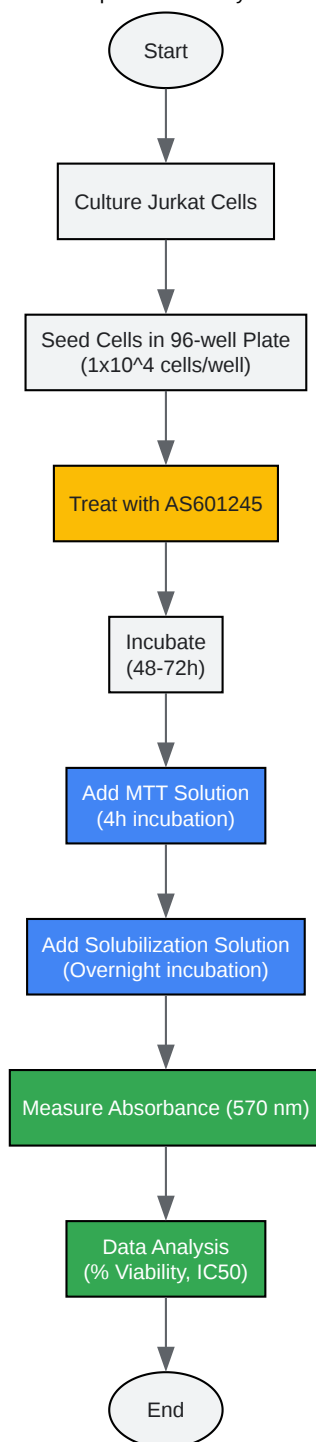 Start
Culture Jurkat Cells
Seed Cells in 96-well Plate
(1x10^4 cells/well)
Treat with AS601245
Incubate
(48-72h)
Add MTT Solution
(4h incubation)
Add Solubilization Solution
(Overnight incubation)
Measure Absorbance (570 nm)
Data Analysis
(% Viability, IC50)
End